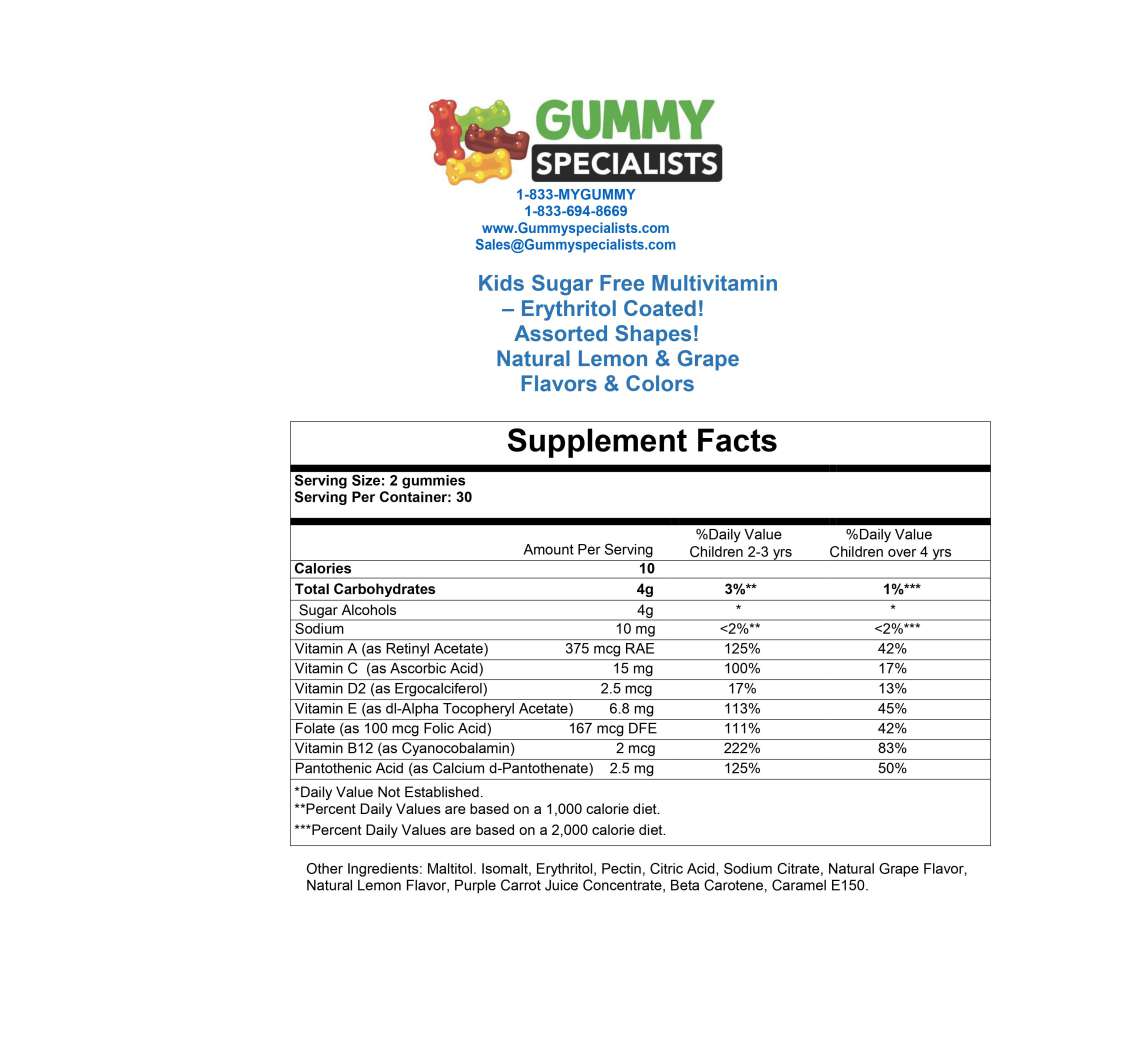 GUMMY
SPECIALISTS
1-833-MYGUMMY
1-833-694-8669
www.Gummyspecialists.com
Sales@Gummyspecialists.com
Kids Sugar Free Multivitamin
– Erythritol Coated!
Assorted Shapes!
Natural Lemon & Grape
Flavors & Colors
Supplement Facts
Serving Size: 2 gummies
Serving Per Container: 30
Amount Per Serving %Daily Value Children 2-3 yrs %Daily Value Children over 4 yrs
Calories 10
Total Carbohydrates 4g 3%** 1%***
Sugar Alcohols 4g * *
Sodium 10 mg <2%** <2%***
Vitamin A (as Retinyl Acetate) 375 mcg RAE 125% 42%
Vitamin C (as Ascorbic Acid) 15 mg 100% 17%
Vitamin D2 (as Ergocalciferol) 2.5 mcg 17% 13%
Vitamin E (as dl-Alpha Tocopheryl Acetate) 6.8 mg 113% 45%
Folate (as 100 mcg Folic Acid) 167 mcg DFE 111% 42%
Vitamin B12 (as Cyanocobalamin) 2 mcg 222% 83%
Pantothenic Acid (as Calcium d-Pantothenate) 2.5 mg 125% 50%
*Daily Value Not Established.
**Percent Daily Values are based on a 1,000 calorie diet.
***Percent Daily Values are based on a 2,000 calorie diet.
Other Ingredients: Maltitol. Isomalt, Erythritol, Pectin, Citric Acid, Sodium Citrate, Natural Grape Flavor,
Natural Lemon Flavor, Purple Carrot Juice Concentrate, Beta Carotene, Caramel E150.